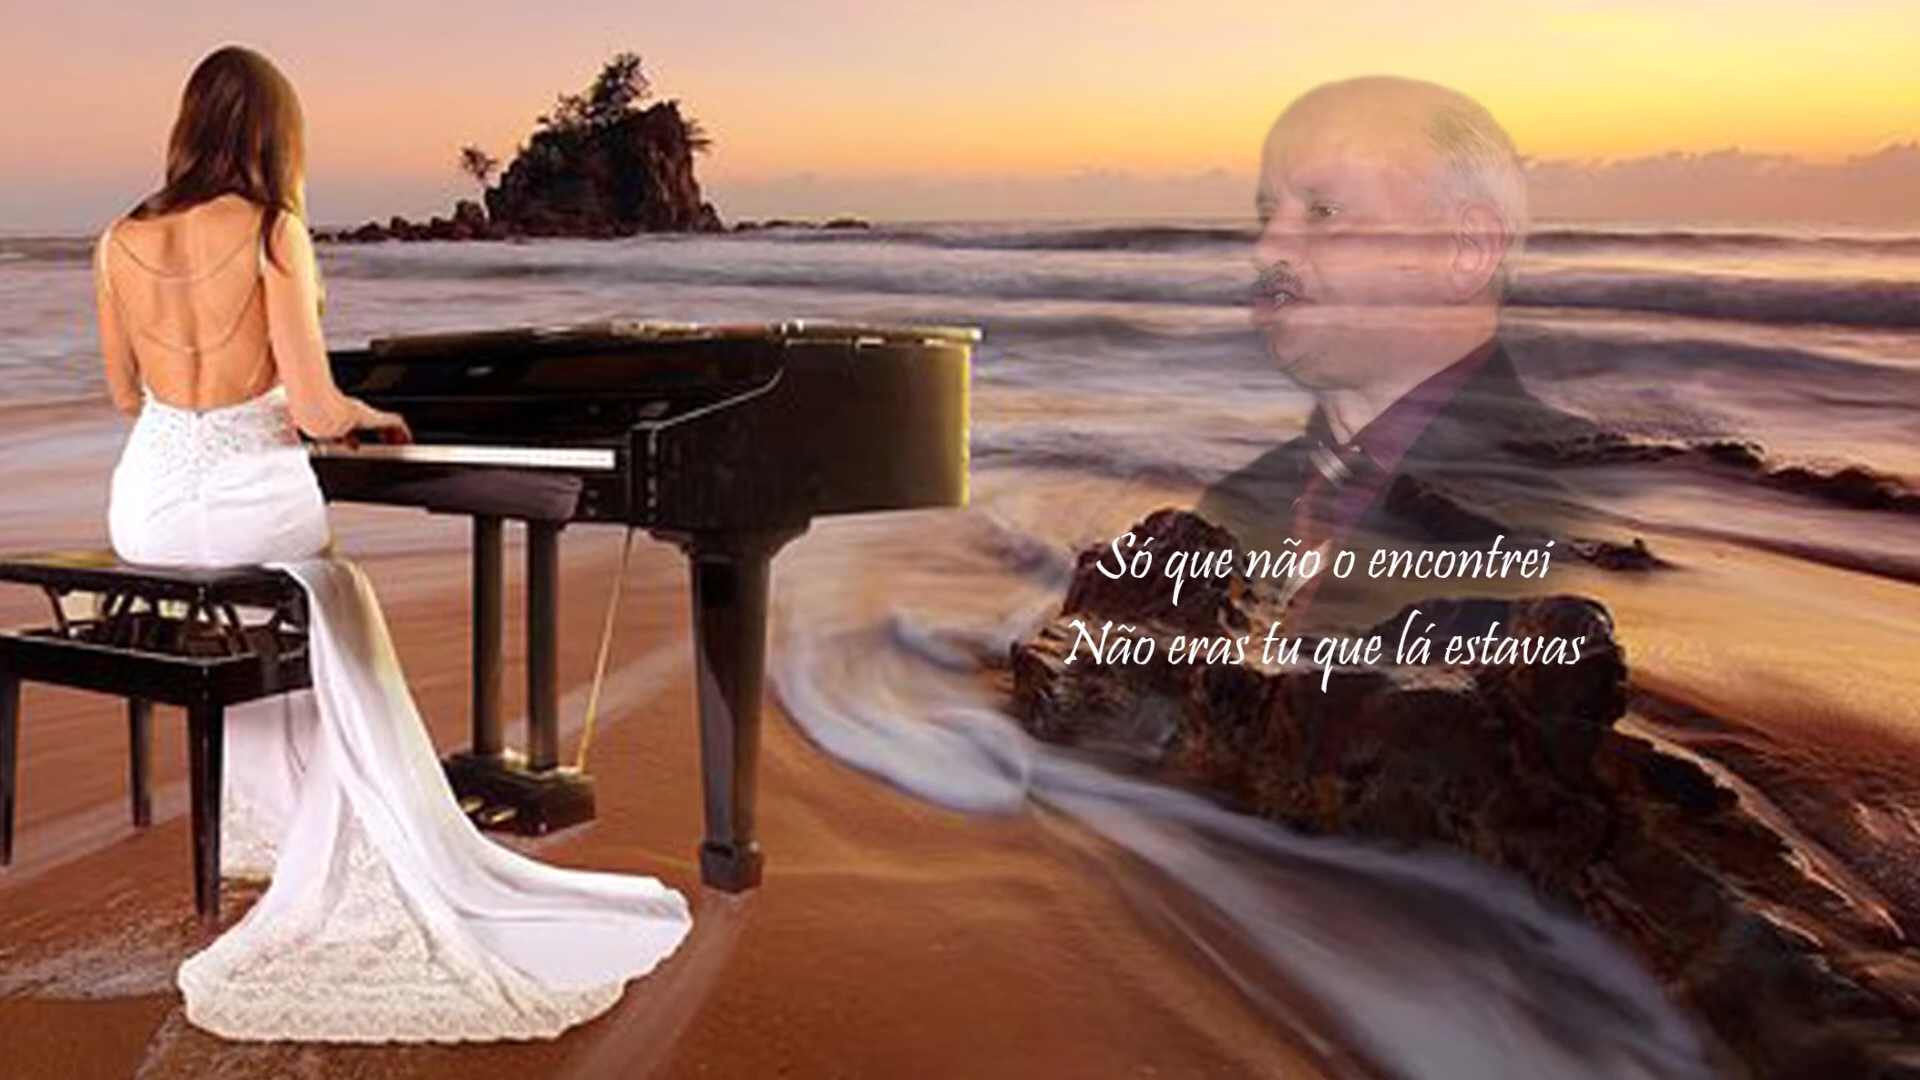 Só que não o encontrei
Não eras tu que lá estavas